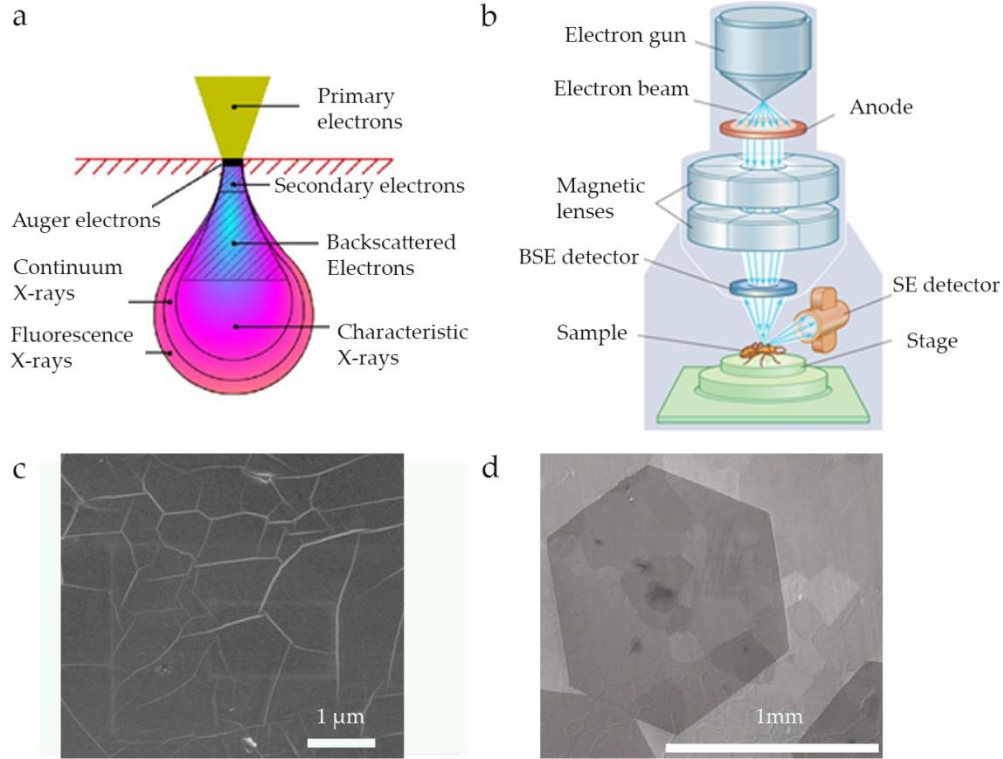 a
Primary
electrons
Secondary electrons
Auger electrons
Backscattered
Electrons
Continuum
X-rays
Fluorescence
X-rays
Characteristic
X-rays
b
Electron gun
Electron beam
Anode
Magnetic
lenses
BSE detector
SE detector
Sample
Stage
c
1 μm
d
1mm